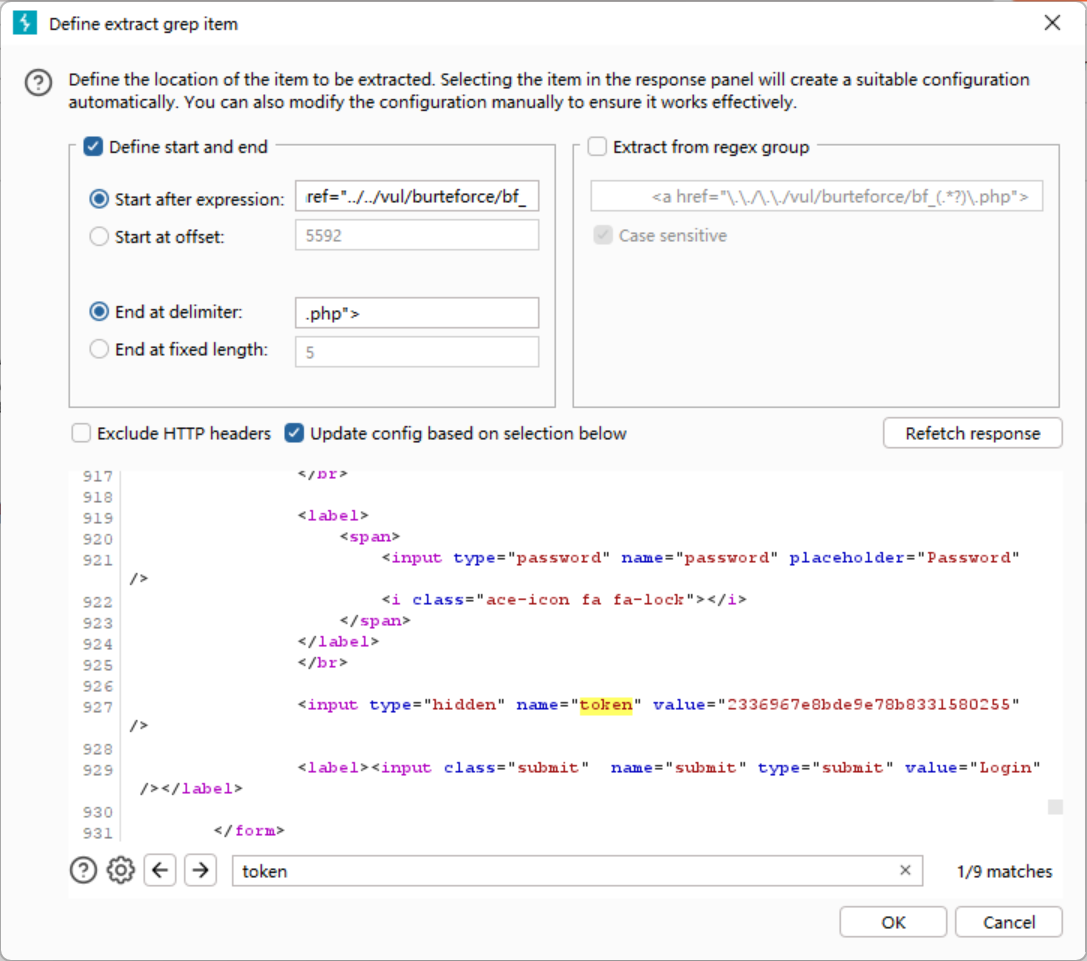 Define extract grep item
Define the location of the item to be extracted. Selecting the item in the response panel will create a suitable configuration
automatically. You can also modify the configuration manually to ensure it works effectively.
Define start and end
Start after expression: ref="../../vul/burteforce/bf_
Start at offset: 5592
End at delimiter: .php">
End at fixed length: 5
Extract from regex group
<a href="\.\./\.\./vul/burteforce/bf_(.*?)\.php">
Case sensitive
Exclude HTTP headers Update config based on selection below Refetch response
917 </br>
918
919 <label>
920 <span>
921 <input type="password" name="password" placeholder="Password"
/>
922 <i class="ace-icon fa fa-lock"></i>
923 </span>
924 </label>
925 </br>
926
927 <input type="hidden" name="token" value="2336967e8bde9e78b8331580255"
/>
928
929 <label><input class="submit"  name="submit" type="submit" value="Login"
/></label>
930
931 </form>
token 1/9 matches
OK Cancel